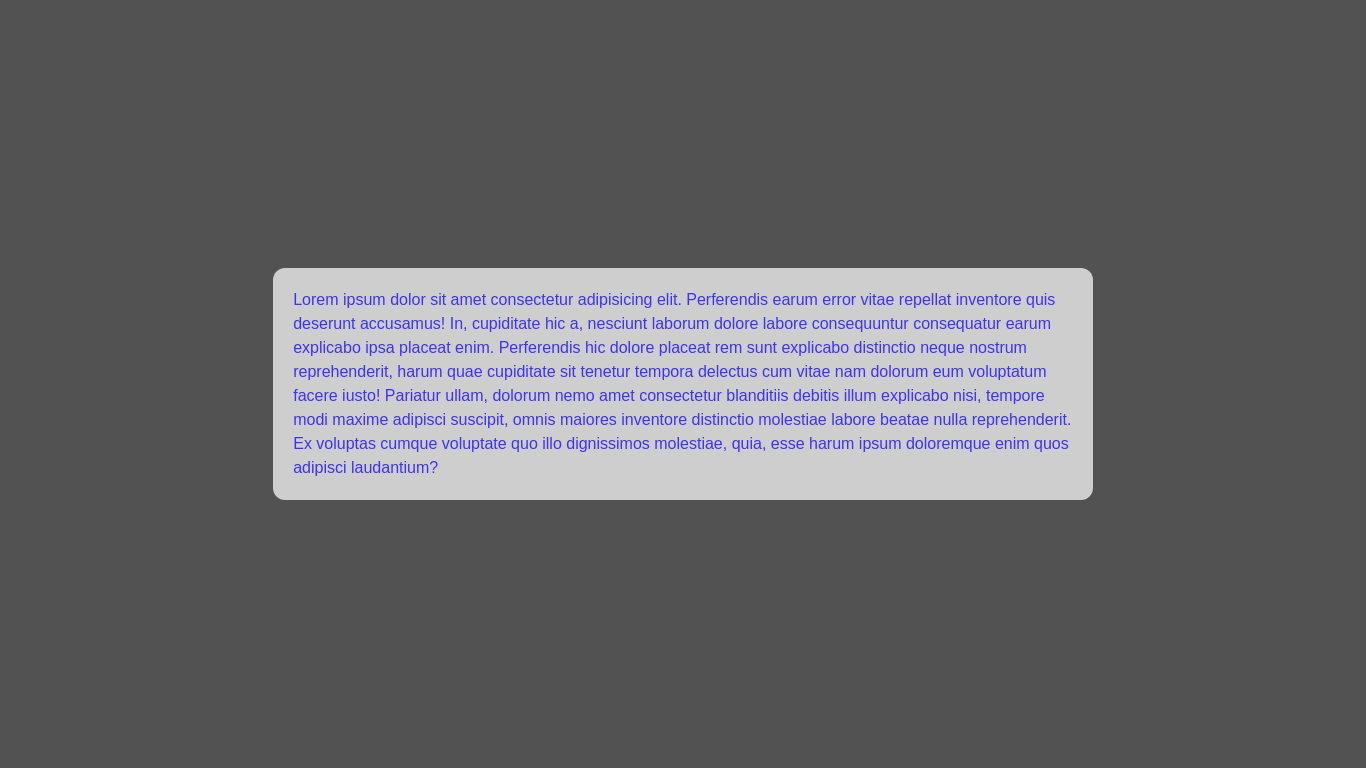 Lorem ipsum dolor sit amet consectetur adipisicing elit. Perferendis earum error vitae repellat inventore quis
deserunt accusamus! In, cupiditate hic a, nesciunt laborum dolore labore consequuntur consequatur earum
explicabo ipsa placeat enim. Perferendis hic dolore placeat rem sunt explicabo distinctio neque nostrum
reprehenderit, harum quae cupiditate sit tenetur tempora delectus cum vitae nam dolorum eum voluptatum
facere iusto! Pariatur ullam, dolorum nemo amet consectetur blanditiis debitis illum explicabo nisi, tempore
modi maxime adipisci suscipit, omnis maiores inventore distinctio molestiae labore beatae nulla reprehenderit.
Ex voluptas cumque voluptate quo illo dignissimos molestiae, quia, esse harum ipsum doloremque enim quos
adipisci laudantium?